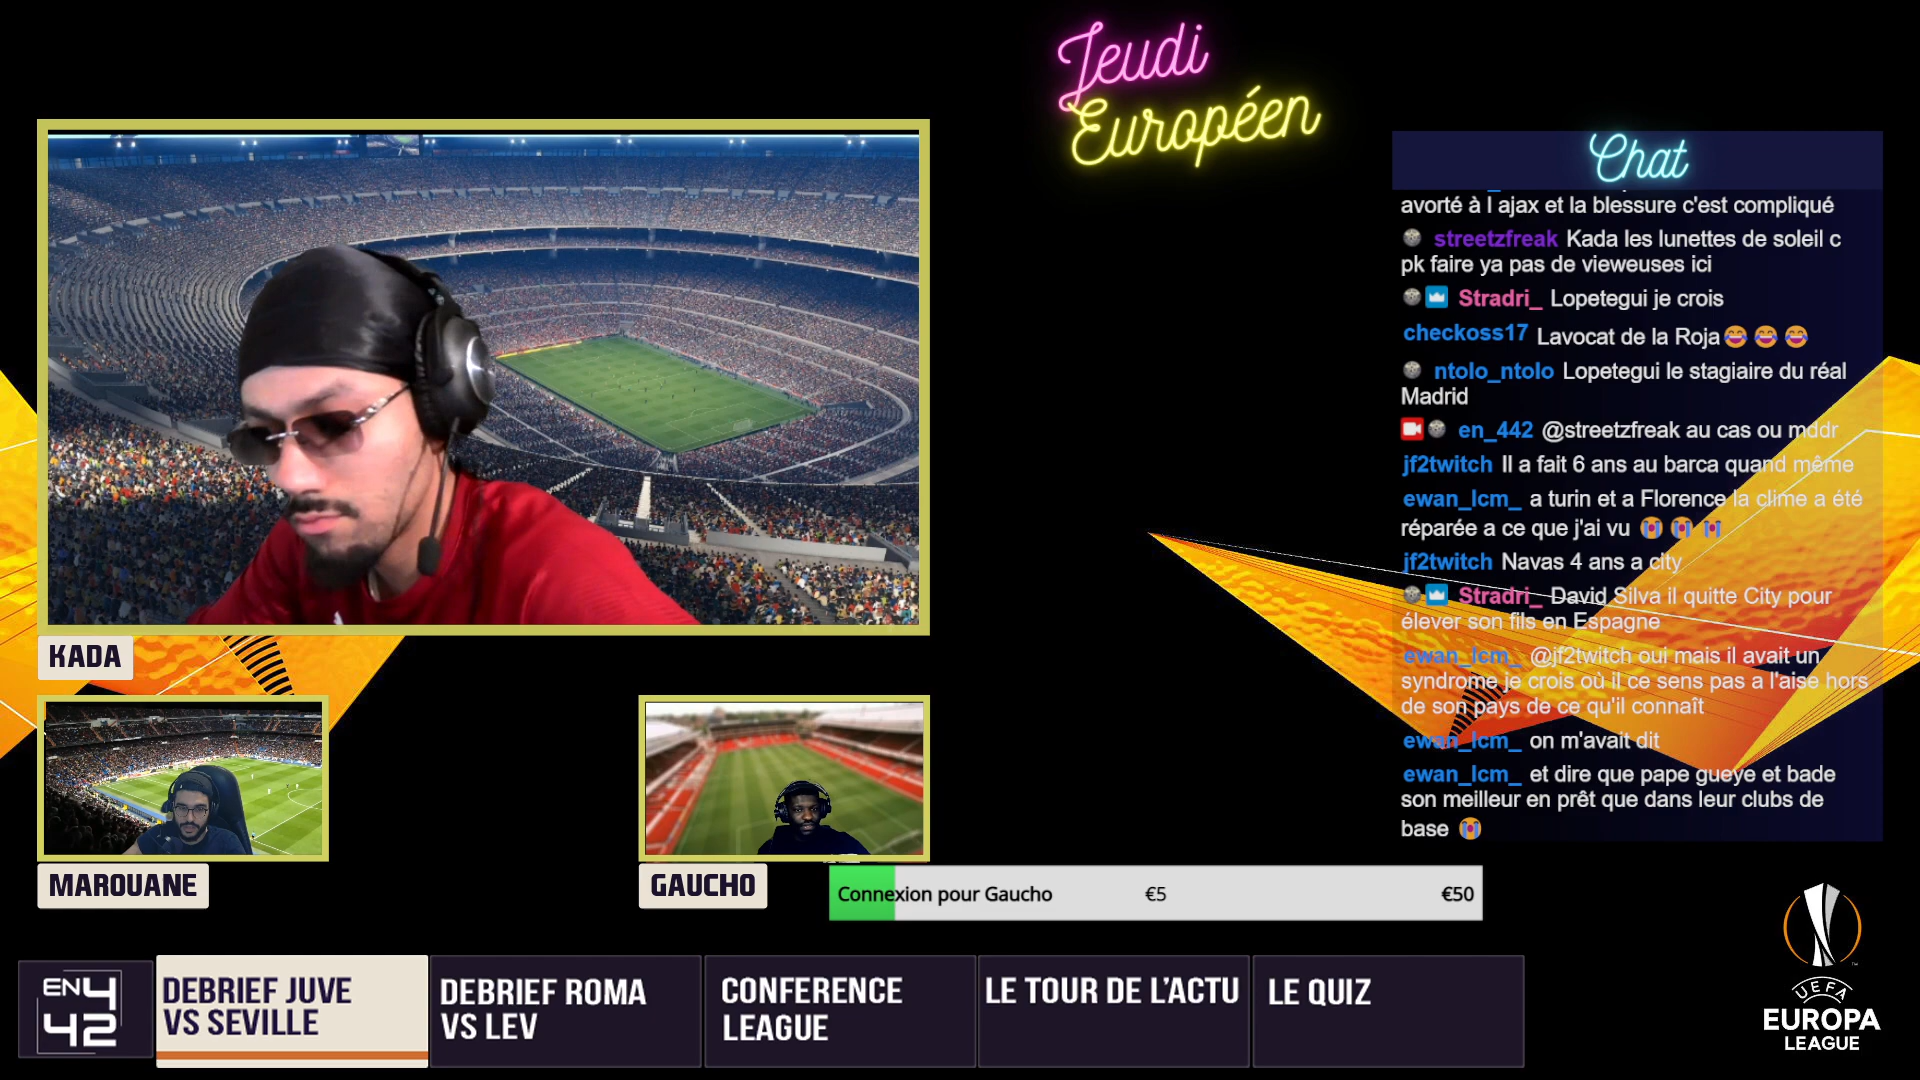 Jeudi
Européen
Chat
avorté à l ajax et la blessure c'est compliqué
streetzfreak Kada les lunettes de soleil c
pk faire ya pas de vieweuses ici
Stradri_ Lopetegui je crois
checkoss17 Lavocat de la Roja😂😂😂
ntolo_ntolo Lopetegui le stagiaire du réal
Madrid
en_442 @streetzfreak au cas ou mddr
jf2twitch Il a fait 6 ans au barca quand même
ewan_lcm_ a turin et a Florence la clime a été
réparée a ce que j'ai vu 😭😭😭
jf2twitch Navas 4 ans a city
Stradri_ David Silva il quitte City pour
élever son fils en Espagne
ewan_lcm_ @jf2twitch oui mais il avait un
syndrome je crois où il ce sens pas a l'aise hors
de son pays de ce qu'il connaît
ewan_lcm_ on m'avait dit
ewan_lcm_ et dire que pape gueye et bade
son meilleur en prêt que dans leur clubs de
base 😭
KADA
MAROUANE
GAUCHO
Connexion pour Gaucho €5 €50
EN 4
42
DEBRIEF JUVE
VS SEVILLE
DEBRIEF ROMA
VS LEV
CONFERENCE
LEAGUE
LE TOUR DE L'ACTU
LE QUIZ
UEFA
EUROPA
LEAGUE